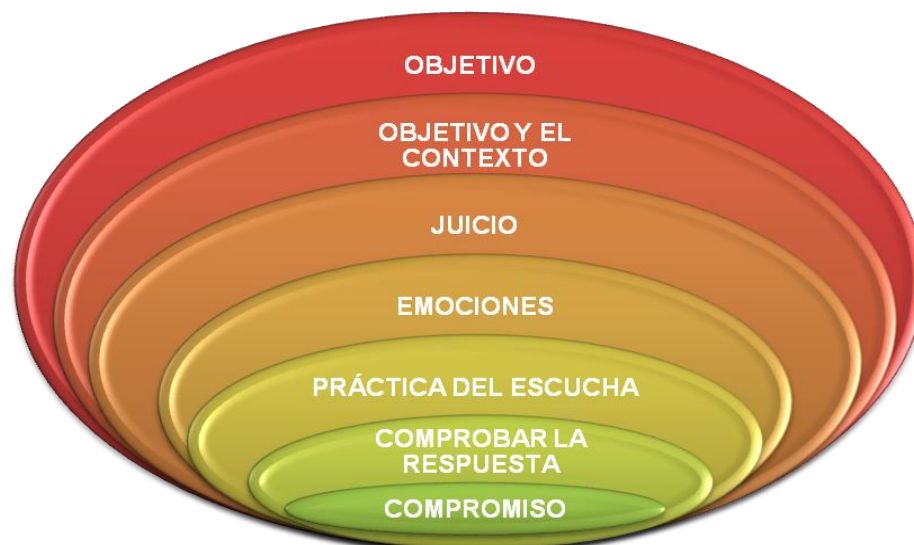 OBJETIVO
OBJETIVO Y EL
CONTEXTO
JUICIO
EMOCIONES
PRÁCTICA DEL ESCUCHA
COMPROBAR LA
RESPUESTA
COMPROMISO